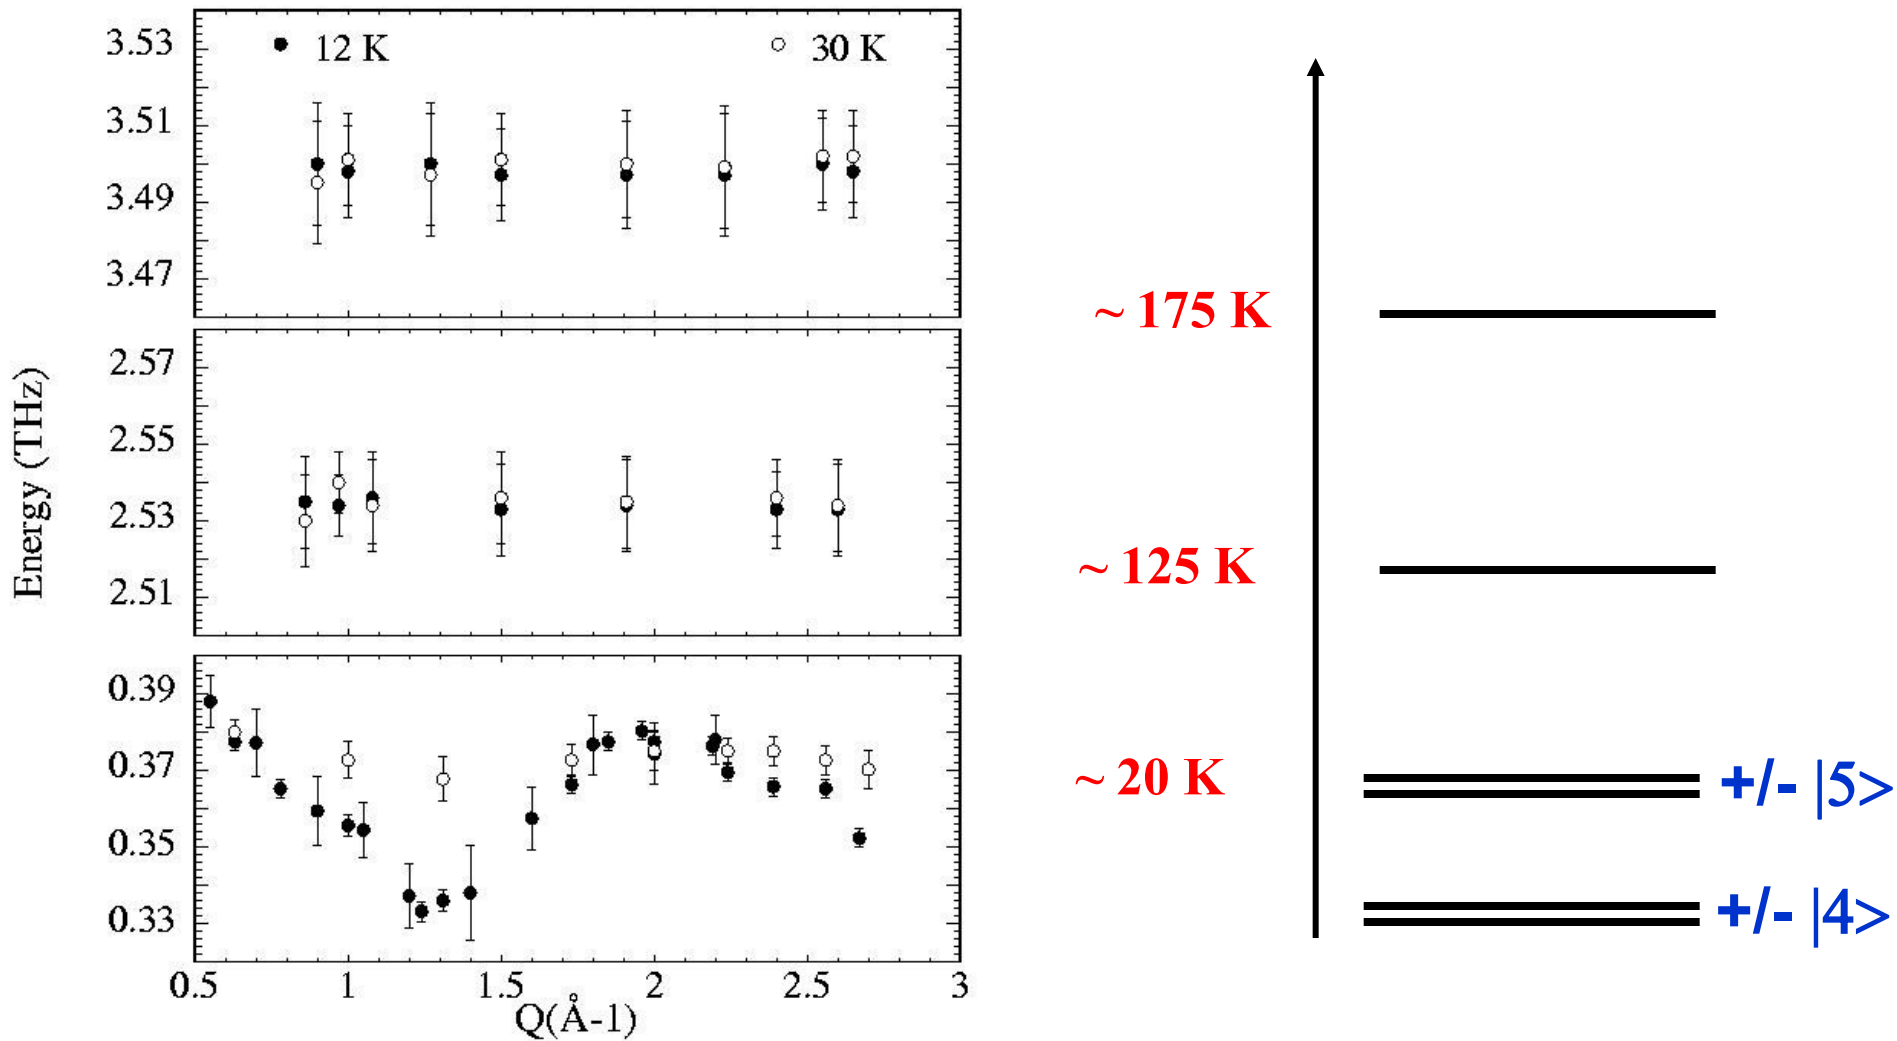 12 K
30 K
3.53
3.51
3.49
3.47
2.57
2.55
2.53
2.51
0.39
0.37
0.35
0.33
Energy (THz)
0.5 1 1.5 2 2.5 3
Q(Å-1)
~ 175 K
~ 125 K
~ 20 K
+/- |5>
+/- |4>